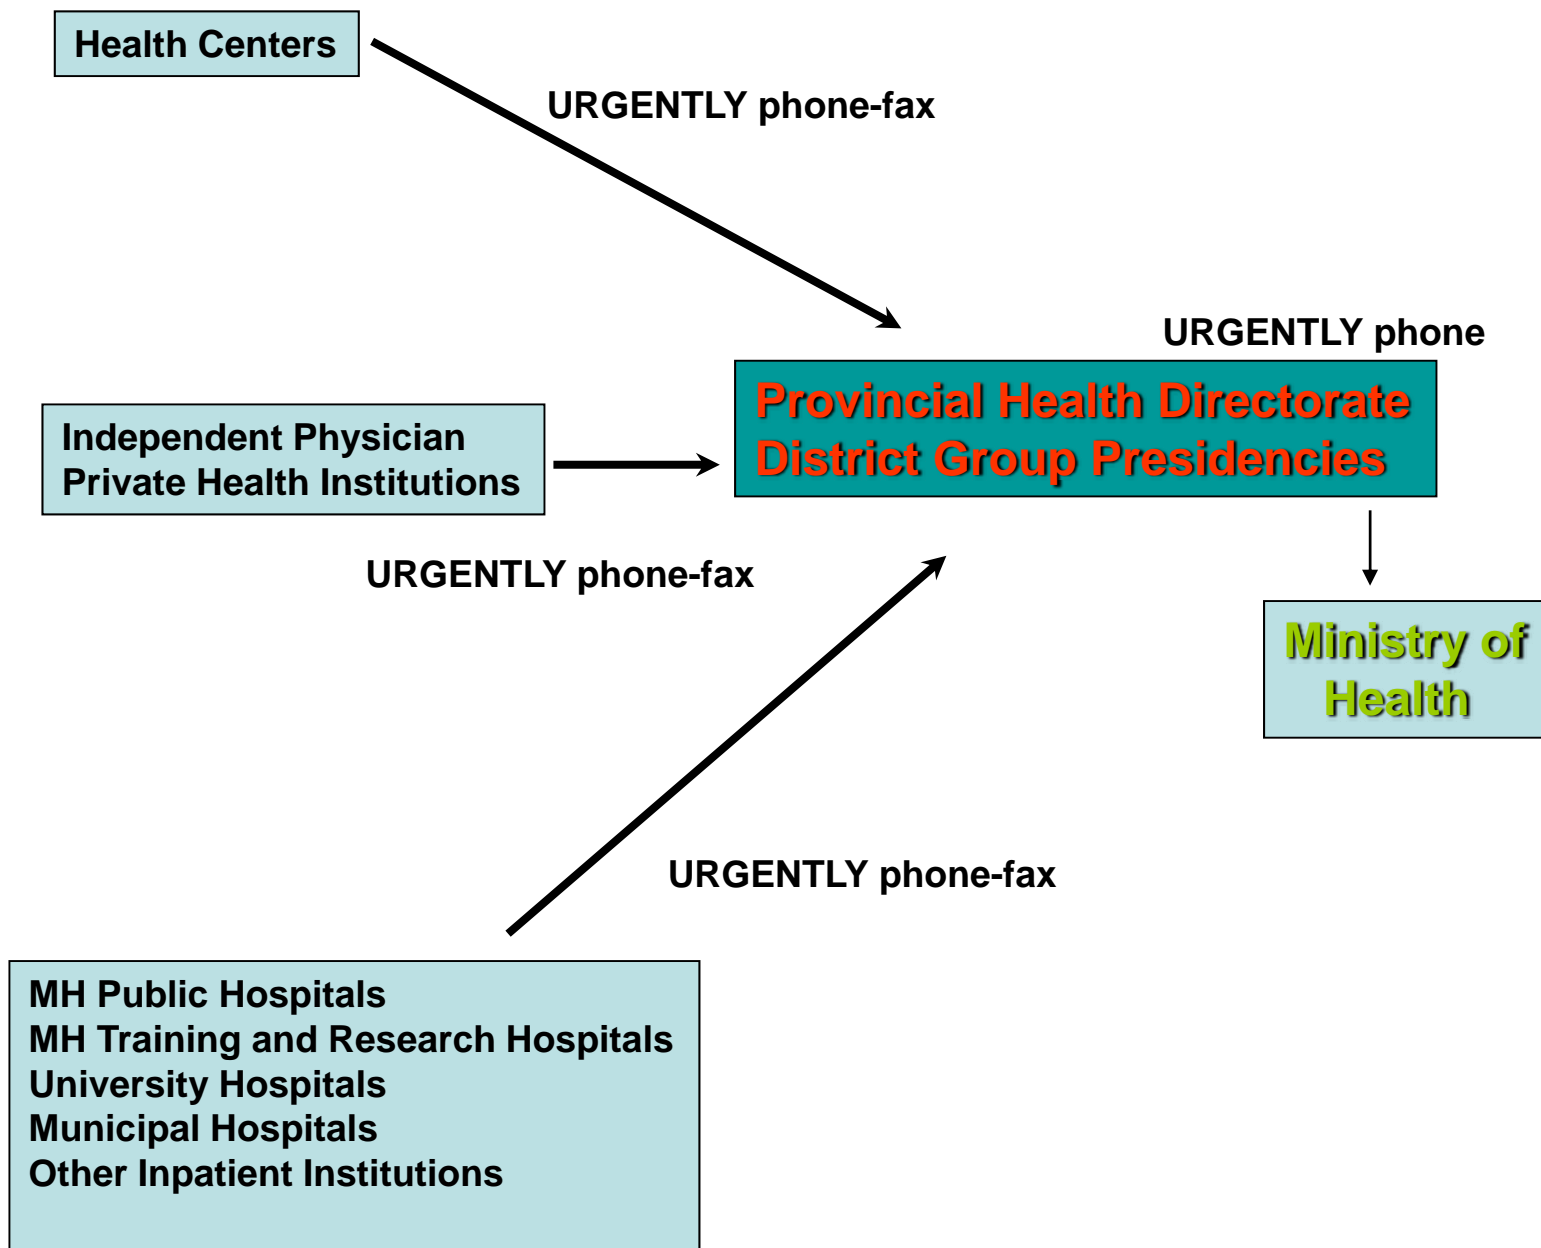 Health Centers
URGENTLY phone-fax
URGENTLY phone
Provincial Health Directorate
District Group Presidencies
Independent Physician
Private Health Institutions
URGENTLY phone-fax
Ministry of
Health
URGENTLY phone-fax
MH Public Hospitals
MH Training and Research Hospitals
University Hospitals
Municipal Hospitals
Other Inpatient Institutions